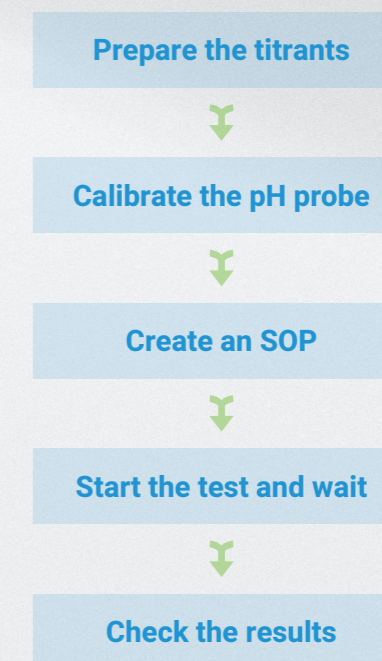 Prepare the titrants
Calibrate the pH probe
Create an SOP
Start the test and wait
Check the results